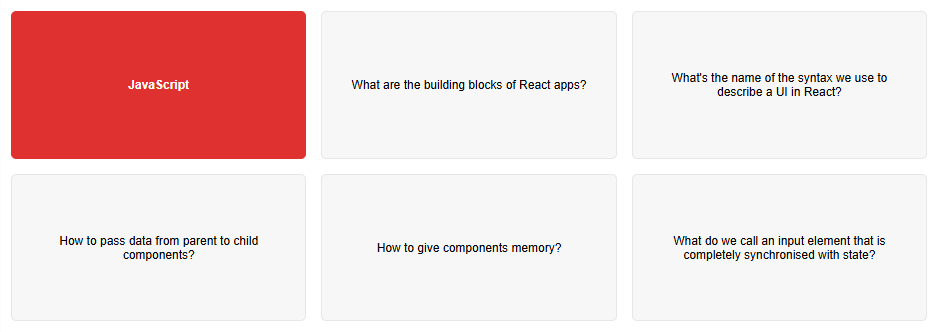 JavaScript
What are the building blocks of React apps?
What's the name of the syntax we use to
describe a UI in React?
How to pass data from parent to child
components?
How to give components memory?
What do we call an input element that is
completely synchronised with state?